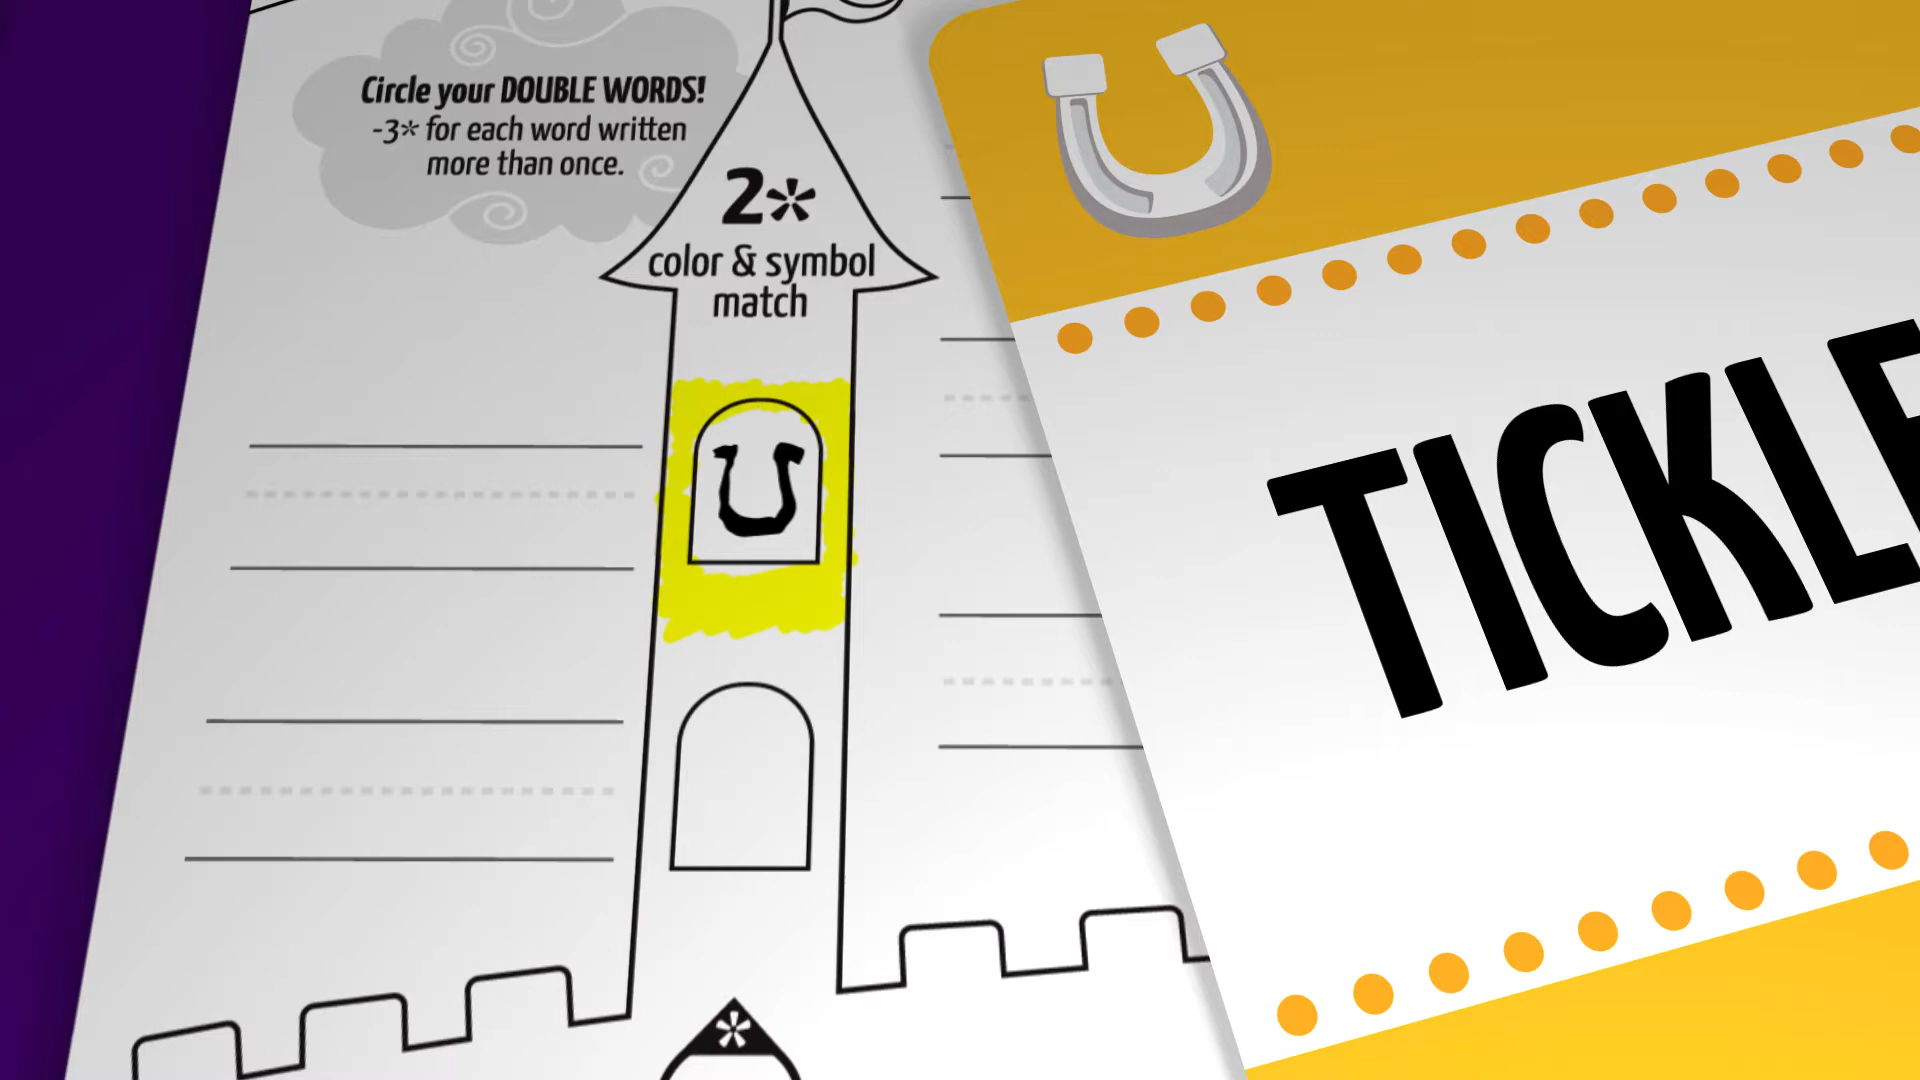 Circle your DOUBLE WORDS!
-3* for each word written
more than once.
2*
color & symbol
match
TICKLE